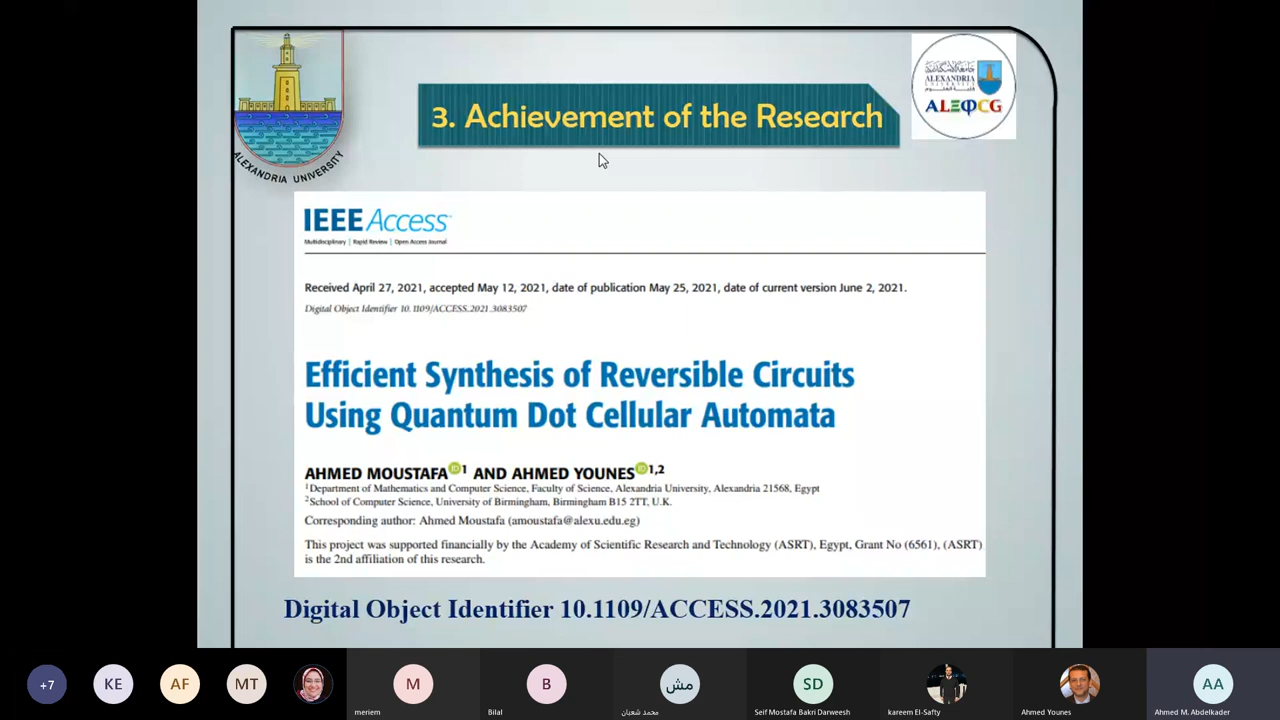 3. Achievement of the Research
ALEXANDRIA UNIVERSITY
ALEXANDRIA
UNIVERSITY
IEEE Access
Multidisciplinary | Rapid Review | Open Access Journal
Received April 27, 2021, accepted May 12, 2021, date of publication May 25, 2021, date of current version June 2, 2021.
Digital Object Identifier 10.1109/ACCESS.2021.3083507
Efficient Synthesis of Reversible Circuits
Using Quantum Dot Cellular Automata
AHMED MOUSTAFA iD 1 AND AHMED YOUNES iD 1,2
1Department of Mathematics and Computer Science, Faculty of Science, Alexandria University, Alexandria 21568, Egypt
2School of Computer Science, University of Birmingham, Birmingham B15 2TT, U.K.
Corresponding author: Ahmed Moustafa (amoustafa@alexu.edu.eg)
This project was supported financially by the Academy of Scientific Research and Technology (ASRT), Egypt, Grant No (6561), (ASRT)
is the 2nd affiliation of this research.
Digital Object Identifier 10.1109/ACCESS.2021.3083507
+7 KE AF MT M B مش SD AA
meriem Bilal محمد شعبان Seif Mostafa Bakri Darweesh kareem El-Safty Ahmed Younes Ahmed M. Abdelkader